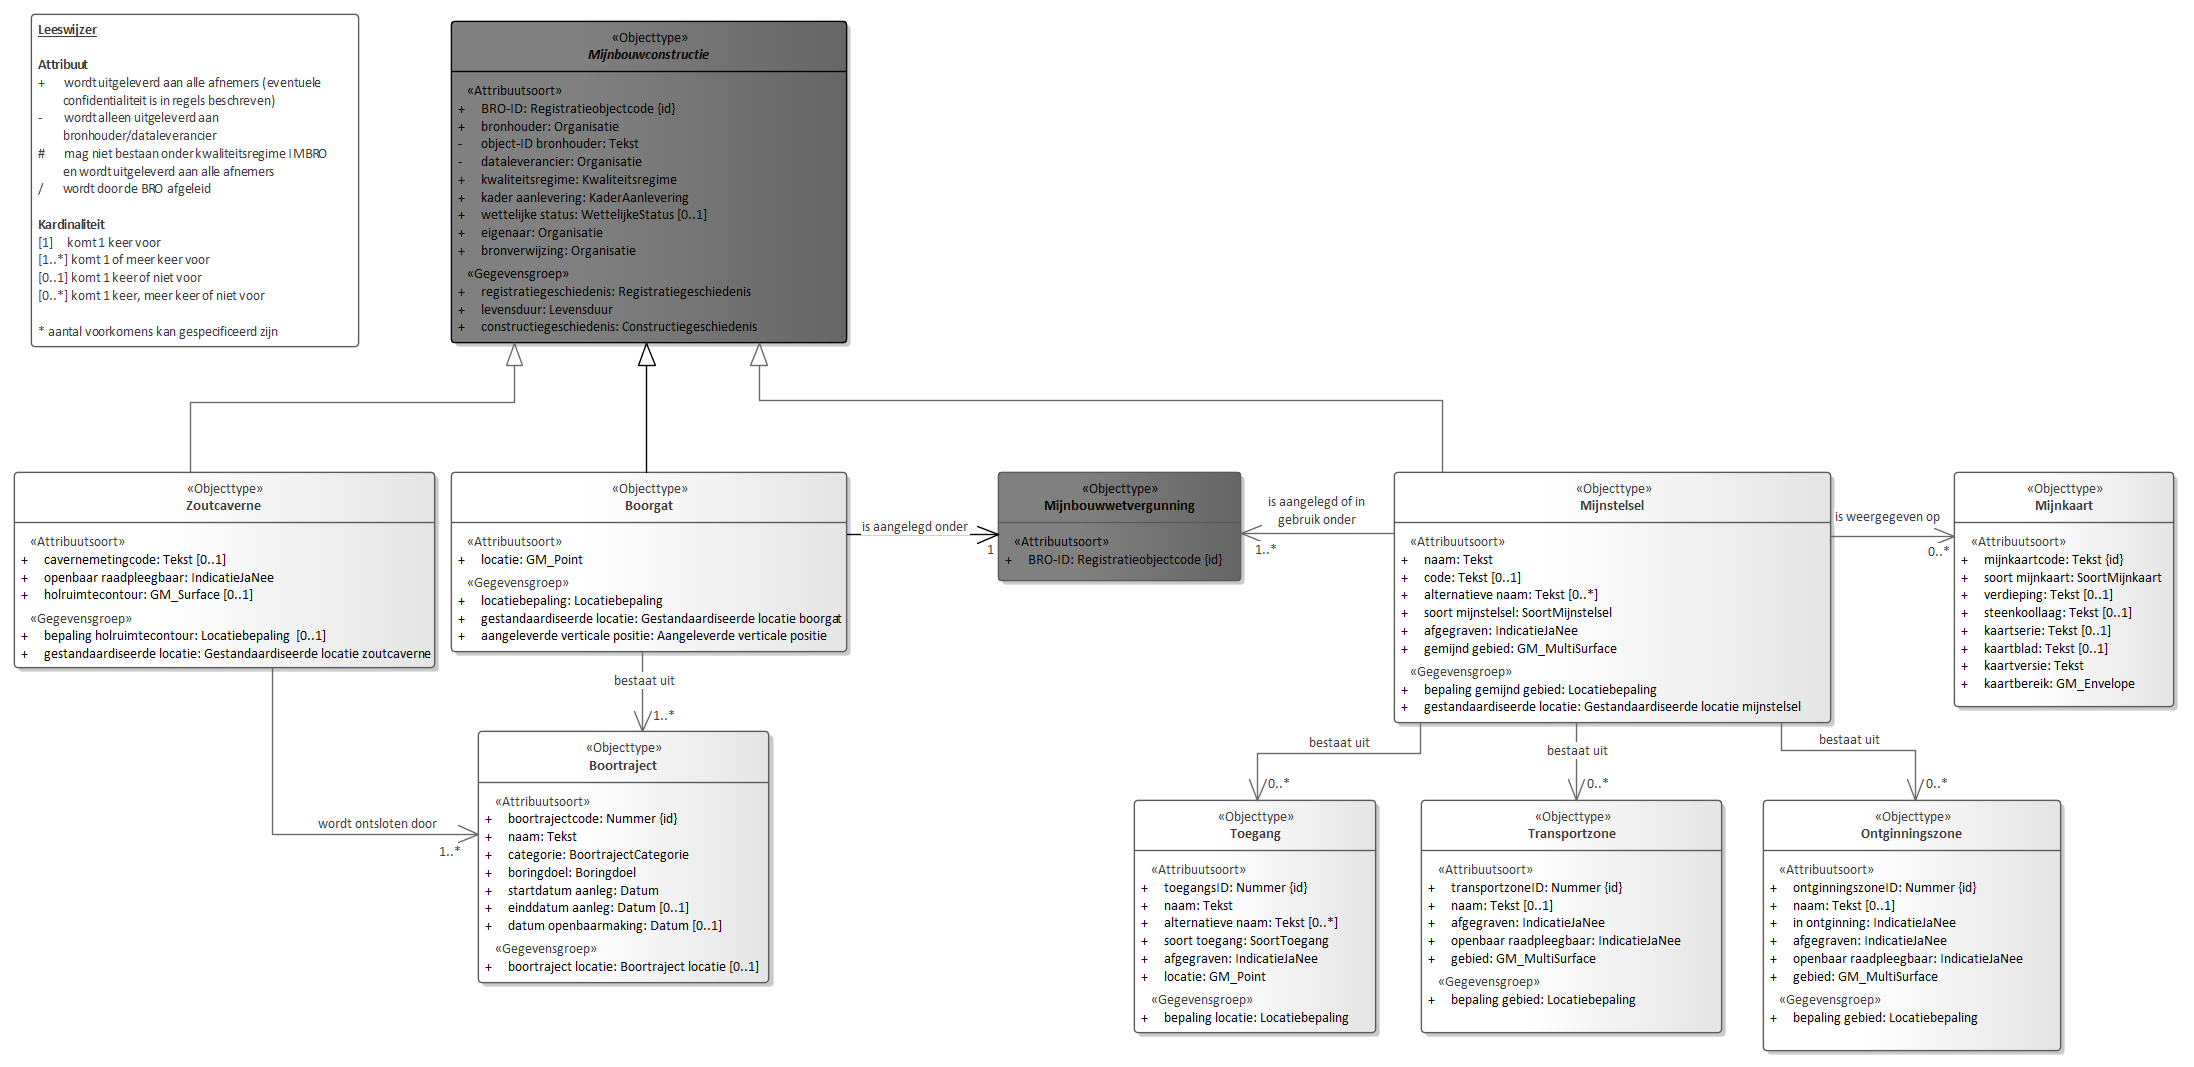 Leeswijzer
Attribuut
+ wordt uitgeleverd aan alle afnemers (eventuele
confidentialiteit is in regels beschreven)
- wordt alleen uitgeleverd aan
bronhouder/dataleverancier
# mag niet bestaan onder kwaliteitsregime IMBRO
en wordt uitgeleverd aan alle afnemers
/ wordt door de BRO afgeleid
Kardinaliteit
[1] komt 1 keer voor
[1..*] komt 1 of meer keer voor
[0..1] komt 1 keer of niet voor
[0..*] komt 1 keer, meer keer of niet voor
* aantal voorkomens kan gespecificeerd zijn
«Objecttype»
Mijnbouwconstructie
«Attribuutsoort»
+ BRO-ID: Registratieobjectcode {id}
+ bronhouder: Organisatie
- object-ID bronhouder: Tekst
- dataleverancier: Organisatie
+ kwaliteitsregime: Kwaliteitsregime
+ kader aanlevering: KaderAanlevering
+ wettelijke status: WettelijkeStatus [0..1]
+ eigenaar: Organisatie
+ bronverwijzing: Organisatie
«Gegevensgroep»
+ registratiegeschiedenis: Registratiegeschiedenis
+ levensduur: Levensduur
+ constructiegeschiedenis: Constructiegeschiedenis
«Objecttype»
Zoutcaverne
«Attribuutsoort»
+ cavernemetingcode: Tekst [0..1]
+ openbaar raadpleegbaar: IndicatieJaNee
+ holruimtecontour: GM_Surface [0..1]
«Gegevensgroep»
+ bepaling holruimtecontour: Locatiebepaling [0..1]
+ gestandaardiseerde locatie: Gestandaardiseerde locatie zoutcaverne
«Objecttype»
Boorgat
«Attribuutsoort»
+ locatie: GM_Point
«Gegevensgroep»
+ locatiebepaling: Locatiebepaling
+ gestandaardiseerde locatie: Gestandaardiseerde locatie boorgat
+ aangeleverde verticale positie: Aangeleverde verticale positie
is aangelegd onder
1
«Objecttype»
Mijnbouwwetvergunning
«Attribuutsoort»
+ BRO-ID: Registratieobjectcode {id}
is aangelegd of in
gebruik onder
1..*
«Objecttype»
Mijnstelsel
«Attribuutsoort»
+ naam: Tekst
+ code: Tekst [0..1]
+ alternatieve naam: Tekst [0..*]
+ soort mijnstelsel: SoortMijnstelsel
+ afgegraven: IndicatieJaNee
+ gemijnd gebied: GM_MultiSurface
«Gegevensgroep»
+ bepaling gemijnd gebied: Locatiebepaling
+ gestandaardiseerde locatie: Gestandaardiseerde locatie mijnstelsel
is weergegeven op
0..*
«Objecttype»
Mijnkaart
«Attribuutsoort»
+ mijnkaartcode: Tekst {id}
+ soort mijnkaart: SoortMijnkaart
+ verdieping: Tekst [0..1]
+ steenkoollaag: Tekst [0..1]
+ kaartserie: Tekst [0..1]
+ kaartblad: Tekst [0..1]
+ kaartversie: Tekst
+ kaartbereik: GM_Envelope
bestaat uit
1..*
wordt ontsloten door
1..*
«Objecttype»
Boortraject
«Attribuutsoort»
+ boortrajectcode: Nummer {id}
+ naam: Tekst
+ categorie: BoortrajectCategorie
+ boringdoel: Boringdoel
+ startdatum aanleg: Datum
+ einddatum aanleg: Datum [0..1]
+ datum openbaarmaking: Datum [0..1]
«Gegevensgroep»
+ boortraject locatie: Boortraject locatie [0..1]
bestaat uit
0..*
bestaat uit
0..*
bestaat uit
0..*
«Objecttype»
Toegang
«Attribuutsoort»
+ toegangsID: Nummer {id}
+ naam: Tekst
+ alternatieve naam: Tekst [0..*]
+ soort toegang: SoortToegang
+ afgegraven: IndicatieJaNee
+ locatie: GM_Point
«Gegevensgroep»
+ bepaling locatie: Locatiebepaling
«Objecttype»
Transportzone
«Attribuutsoort»
+ transportzoneID: Nummer {id}
+ naam: Tekst [0..1]
+ afgegraven: IndicatieJaNee
+ openbaar raadpleegbaar: IndicatieJaNee
+ gebied: GM_MultiSurface
«Gegevensgroep»
+ bepaling gebied: Locatiebepaling
«Objecttype»
Ontginningszone
«Attribuutsoort»
+ ontginningszoneID: Nummer {id}
+ naam: Tekst [0..1]
+ in ontginning: IndicatieJaNee
+ afgegraven: IndicatieJaNee
+ openbaar raadpleegbaar: IndicatieJaNee
+ gebied: GM_MultiSurface
«Gegevensgroep»
+ bepaling gebied: Locatiebepaling